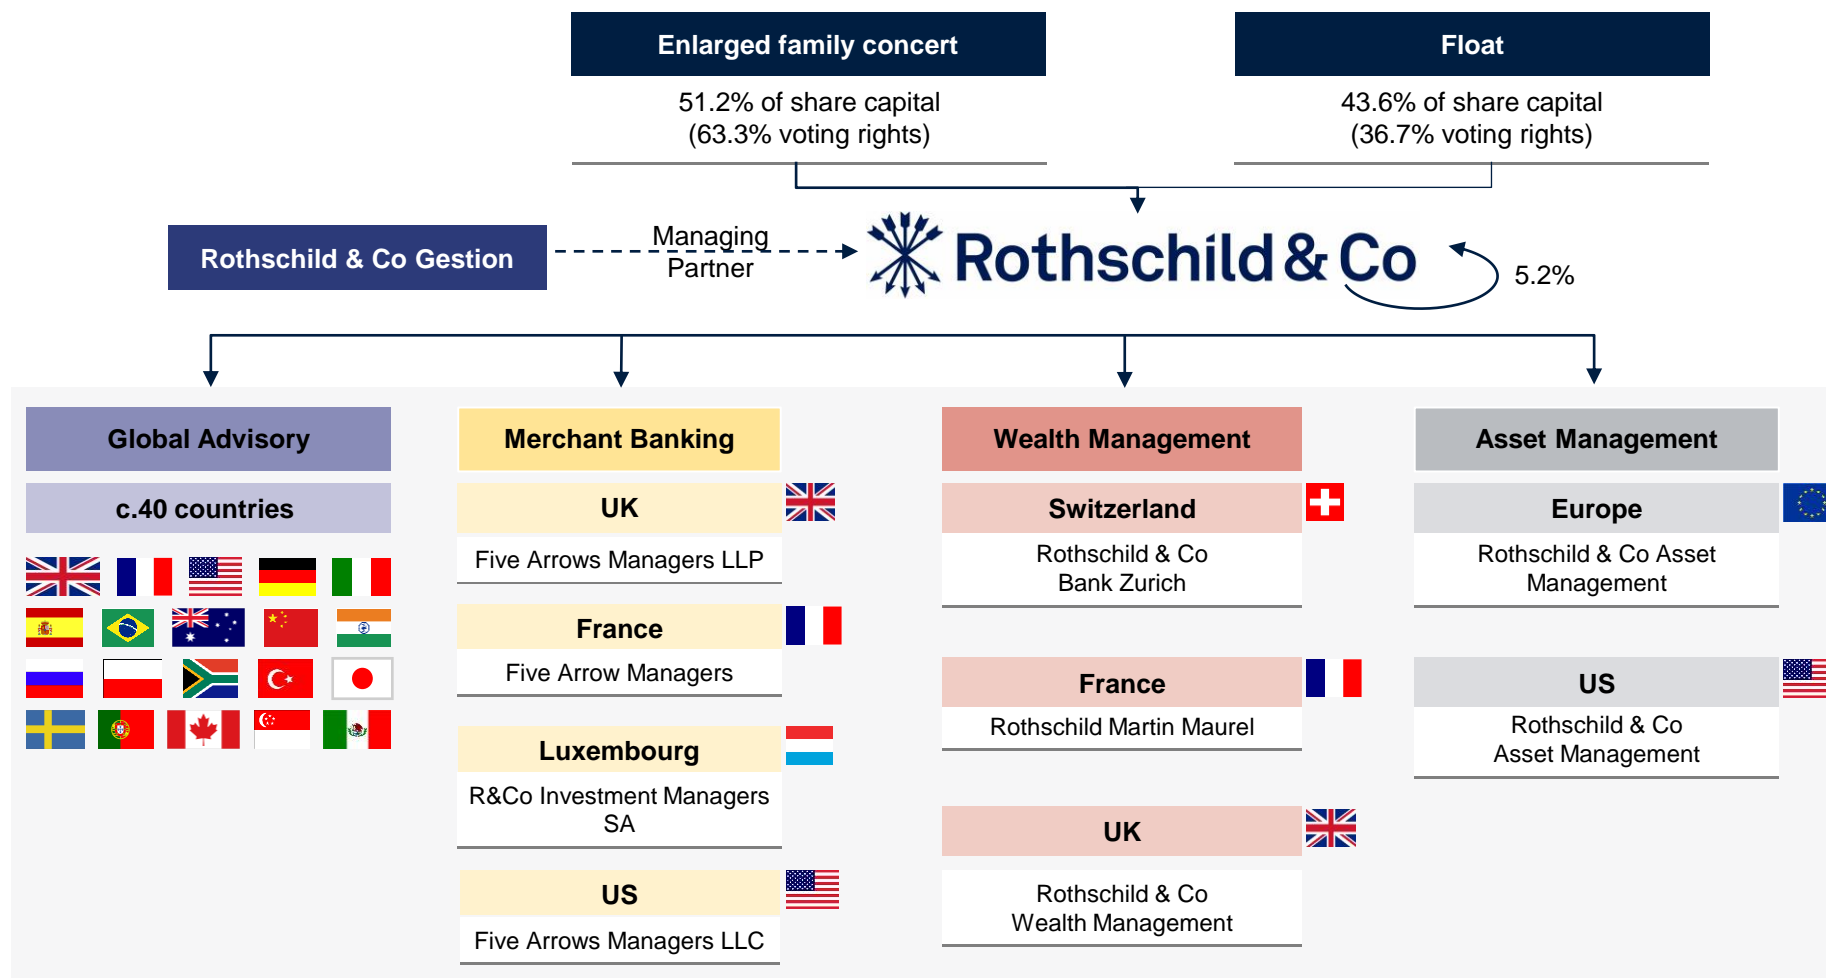 Enlarged family concert
51.2% of share capital
(63.3% voting rights)
Float
43.6% of share capital
(36.7% voting rights)
Rothschild & Co Gestion
Managing
Partner
Rothschild & Co
5.2%
Global Advisory
c.40 countries
Merchant Banking
UK
Five Arrows Managers LLP
France
Five Arrow Managers
Luxembourg
R&Co Investment Managers
SA
US
Five Arrows Managers LLC
Wealth Management
Switzerland
Rothschild & Co
Bank Zurich
France
Rothschild Martin Maurel
UK
Rothschild & Co
Wealth Management
Asset Management
Europe
Rothschild & Co Asset
Management
US
Rothschild & Co
Asset Management